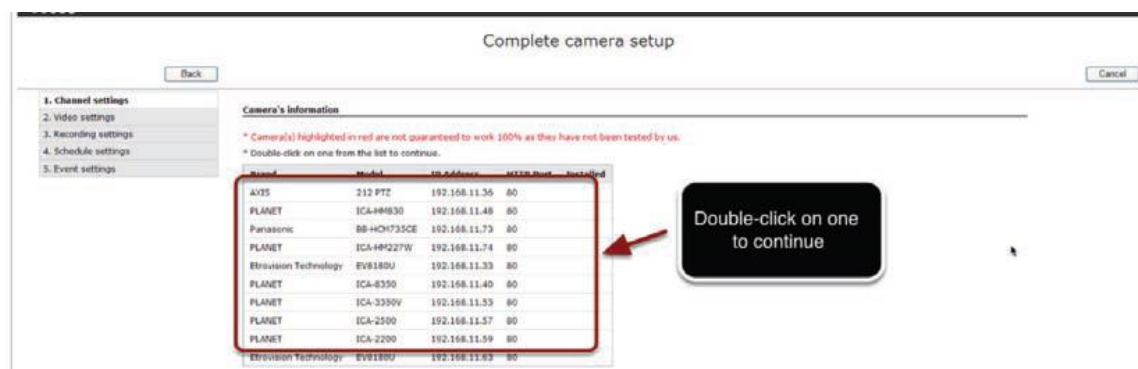 Complete camera setup
Back
Cancel
1. Channel settings
2. Video settings
3. Recording settings
4. Schedule settings
5. Event settings
Camera's information
* Camera(s) highlighted in red are not guaranteed to work 100% as they have not been tested by us.
* Double-click on one from the list to continue.
Brand Model IP Address HTTP Port Installed
AXIS 212 PTZ 192.168.11.36 80
PLANET ICA-HM830 192.168.11.48 80
Panasonic BB-HCM735CE 192.168.11.73 80
PLANET ICA-HM227W 192.168.11.74 80
Etrovision Technology EV8180U 192.168.11.33 80
PLANET ICA-8350 192.168.11.40 80
PLANET ICA-3350V 192.168.11.53 80
PLANET ICA-2500 192.168.11.57 80
PLANET ICA-2200 192.168.11.59 80
Etrovision Technology EV8180U 192.168.11.63 80
Double-click on one
to continue